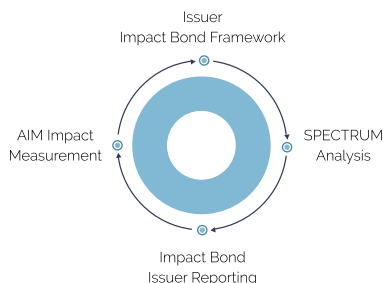 Issuer
Impact Bond Framework
AIM Impact
Measurement
SPECTRUM
Analysis
Impact Bond
Issuer Reporting